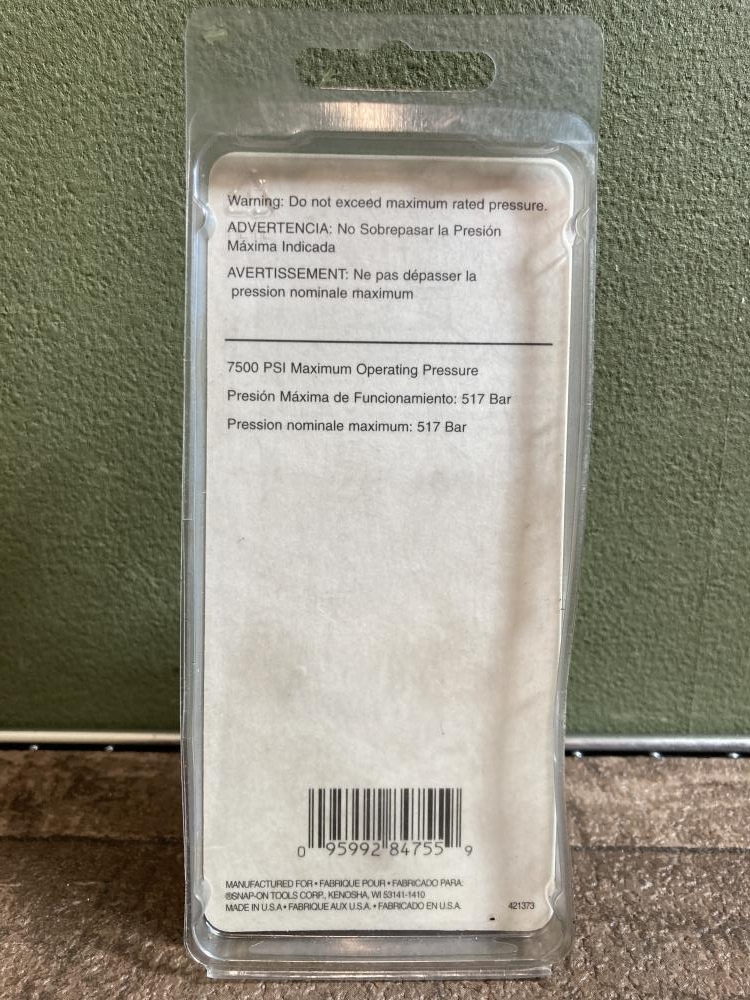 Warning: Do not exceed maximum rated pressure.
ADVERTENCIA: No Sobrepasar la Presión
Máxima Indicada
AVERTISSEMENT: Ne pas dépasser la
pression nominale maximum
7500 PSI Maximum Operating Pressure
Presión Máxima de Funcionamiento: 517 Bar
Pression nominale maximum: 517 Bar
0 95992 84755 9
MANUFACTURED FOR • FABRIQUE POUR • FABRICADO PARA:
®SNAP-ON TOOLS CORP., KENOSHA, WI 53141-1410
MADE IN U.S.A • FABRIQUE AUX U.S.A. • FABRICADO EN U.S.A.
421373